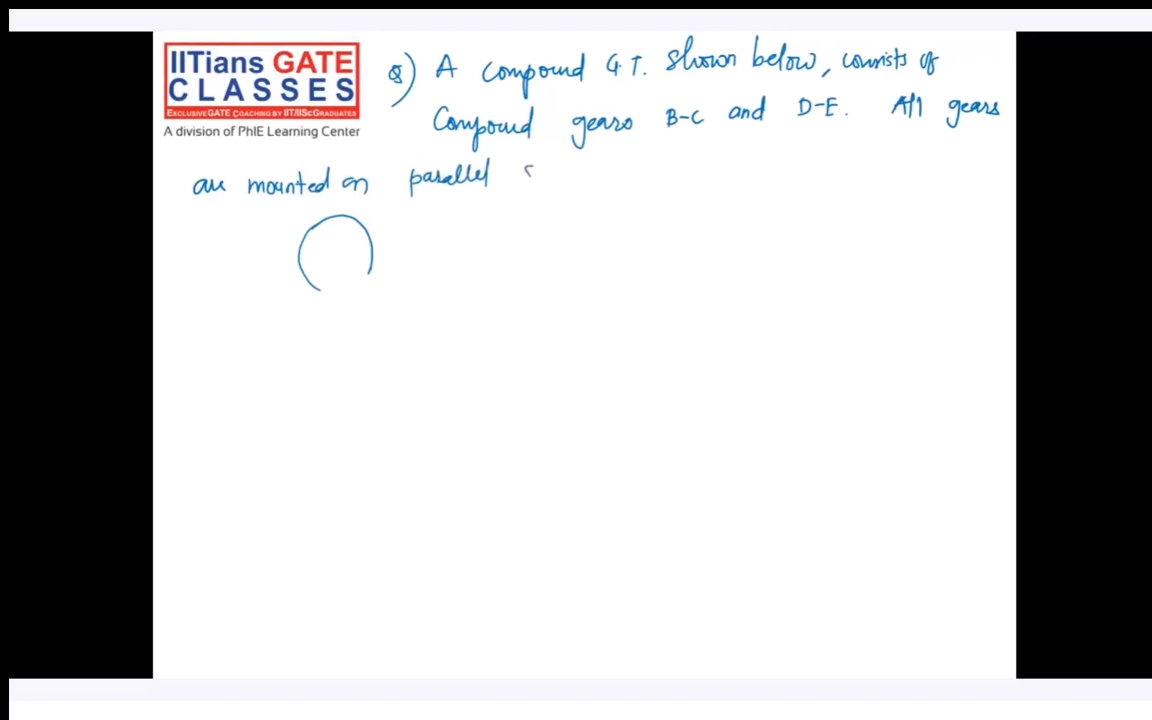 IITians GATE
CLASSES
EXCLUSIVE GATE COACHING BY IIT/IISC GRADUATES
A division of PhIE Learning Center
Q) A compound G.T. shown below, consists of
Compound gears B-C and D-E. All gears
are mounted on parallel